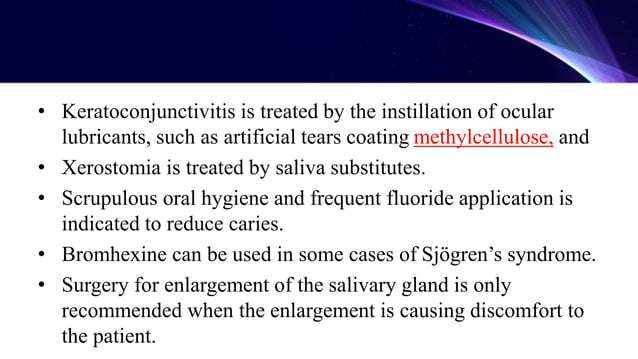 • Keratoconjunctivitis is treated by the instillation of ocular
lubricants, such as artificial tears coating methylcellulose, and
• Xerostomia is treated by saliva substitutes.
• Scrupulous oral hygiene and frequent fluoride application is
indicated to reduce caries.
• Bromhexine can be used in some cases of Sjögren’s syndrome.
• Surgery for enlargement of the salivary gland is only
recommended when the enlargement is causing discomfort to
the patient.